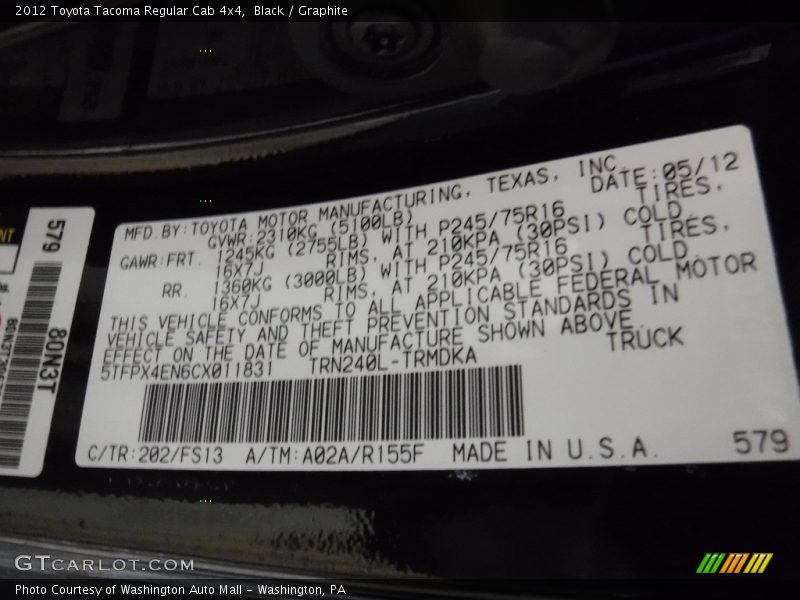 2012 Toyota Tacoma Regular Cab 4x4, Black / Graphite
MFD.BY:TOYOTA MOTOR MANUFACTURING, TEXAS, INC.
DATE:05/12
GVWR:2310KG (5100LB)
GAWR:FRT. 1245KG (2755LB) WITH P245/75R16 TIRES,
16X7J RIMS, AT 210KPA (30PSI) COLD
RR. 1360KG (3000LB) WITH P245/75R16 TIRES,
16X7J RIMS, AT 210KPA (30PSI) COLD
THIS VEHICLE CONFORMS TO ALL APPLICABLE FEDERAL MOTOR
VEHICLE SAFETY AND THEFT PREVENTION STANDARDS IN
EFFECT ON THE DATE OF MANUFACTURE SHOWN ABOVE
5TFPX4EN6CX011831 TRN240L-TRMDKA TRUCK
C/TR:202/FS13 A/TM:A02A/R155F MADE IN U.S.A. 579
579
80N3T
GTCARLOT.COM
Photo Courtesy of Washington Auto Mall - Washington, PA